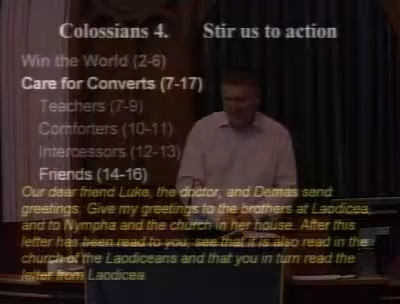 Colossians 4. Stir us to action
Win the World (2-6)
Care for Converts (7-17)
Teachers (7-9)
Comforters (10-11)
Intercessors (12-13)
Friends (14-16)
Our dear friend Luke, the doctor, and Demas send
greetings. Give my greetings to the brothers at Laodicea,
and to Nympha and the church in her house. After this
letter has been read to you, see that it is also read in the
church of the Laodiceans and that you in turn read the
letter from Laodicea.